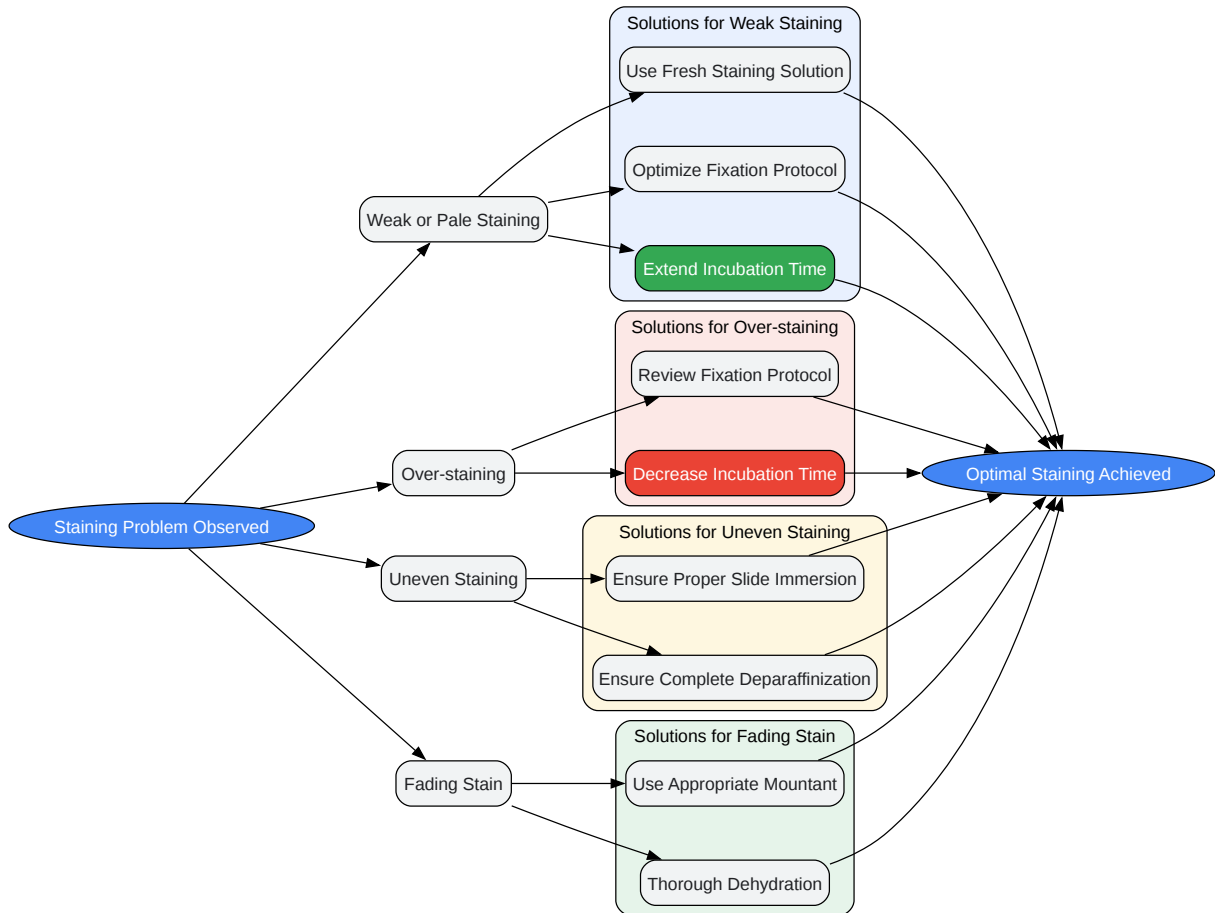 Solutions for Weak Staining
Use Fresh Staining Solution
Optimize Fixation Protocol
Weak or Pale Staining
Extend Incubation Time
Solutions for Over-staining
Review Fixation Protocol
Over-staining
Decrease Incubation Time
Optimal Staining Achieved
Staining Problem Observed
Solutions for Uneven Staining
Uneven Staining
Ensure Proper Slide Immersion
Ensure Complete Deparaffinization
Solutions for Fading Stain
Fading Stain
Use Appropriate Mountant
Thorough Dehydration